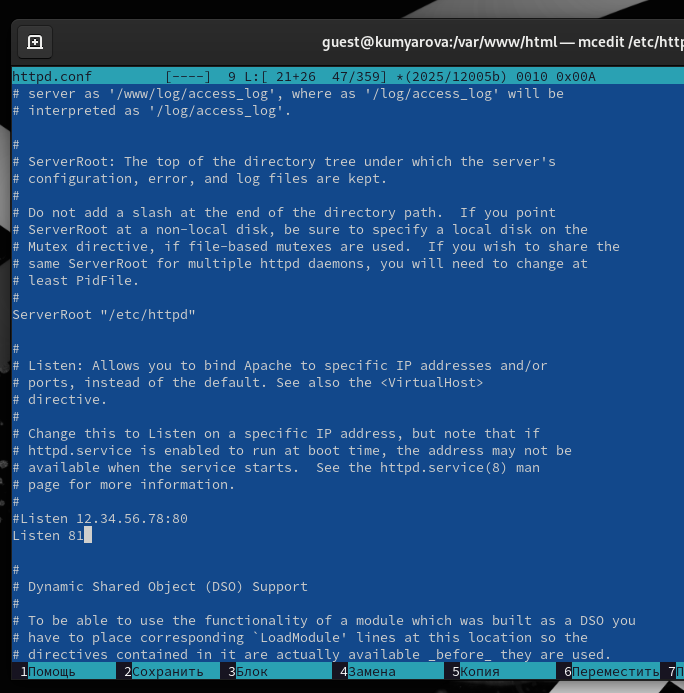 guest@kumyarova:/var/www/html — mcedit /etc/http
httpd.conf         [----]  9 L:[ 21+26  47/359] *(2025/12005b) 0010 0x00A
# server as '/www/log/access_log', where as '/log/access_log' will be
# interpreted as '/log/access_log'.
#
# ServerRoot: The top of the directory tree under which the server's
# configuration, error, and log files are kept.
#
# Do not add a slash at the end of the directory path.  If you point
# ServerRoot at a non-local disk, be sure to specify a local disk on the
# Mutex directive, if file-based mutexes are used.  If you wish to share the
# same ServerRoot for multiple httpd daemons, you will need to change at
# least PidFile.
#
ServerRoot "/etc/httpd"
#
# Listen: Allows you to bind Apache to specific IP addresses and/or
# ports, instead of the default. See also the <VirtualHost>
# directive.
#
# Change this to Listen on a specific IP address, but note that if
# httpd.service is enabled to run at boot time, the address may not be
# available when the service starts.  See the httpd.service(8) man
# page for more information.
#
#Listen 12.34.56.78:80
Listen 81
#
# Dynamic Shared Object (DSO) Support
#
# To be able to use the functionality of a module which was built as a DSO you
# have to place corresponding `LoadModule' lines at this location so the
# directives contained in it are actually available _before_ they are used.
1Помощь 2Сохранить 3Блок 4Замена 5Копия 6Переместить 7П